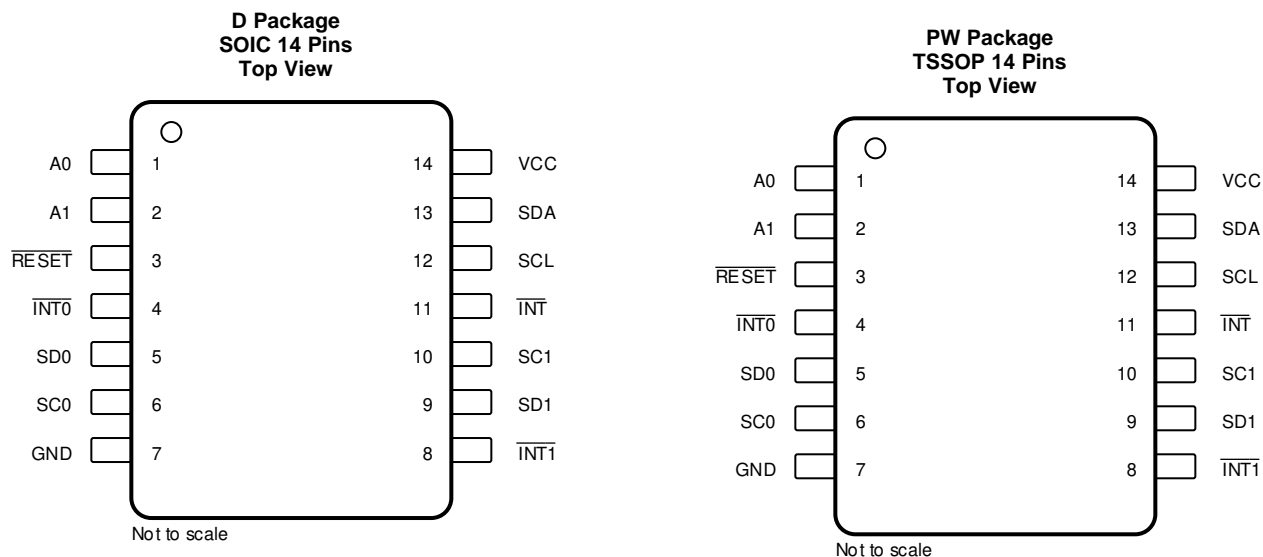 D Package
SOIC 14 Pins
Top View
A0 1 14 VCC
A1 2 13 SDA
RESET 3 12 SCL
INT0 4 11 INT
SD0 5 10 SC1
SC0 6 9 SD1
GND 7 8 INT1
Not to scale
PW Package
TSSOP 14 Pins
Top View
A0 1 14 VCC
A1 2 13 SDA
RESET 3 12 SCL
INT0 4 11 INT
SD0 5 10 SC1
SC0 6 9 SD1
GND 7 8 INT1
Not to scale